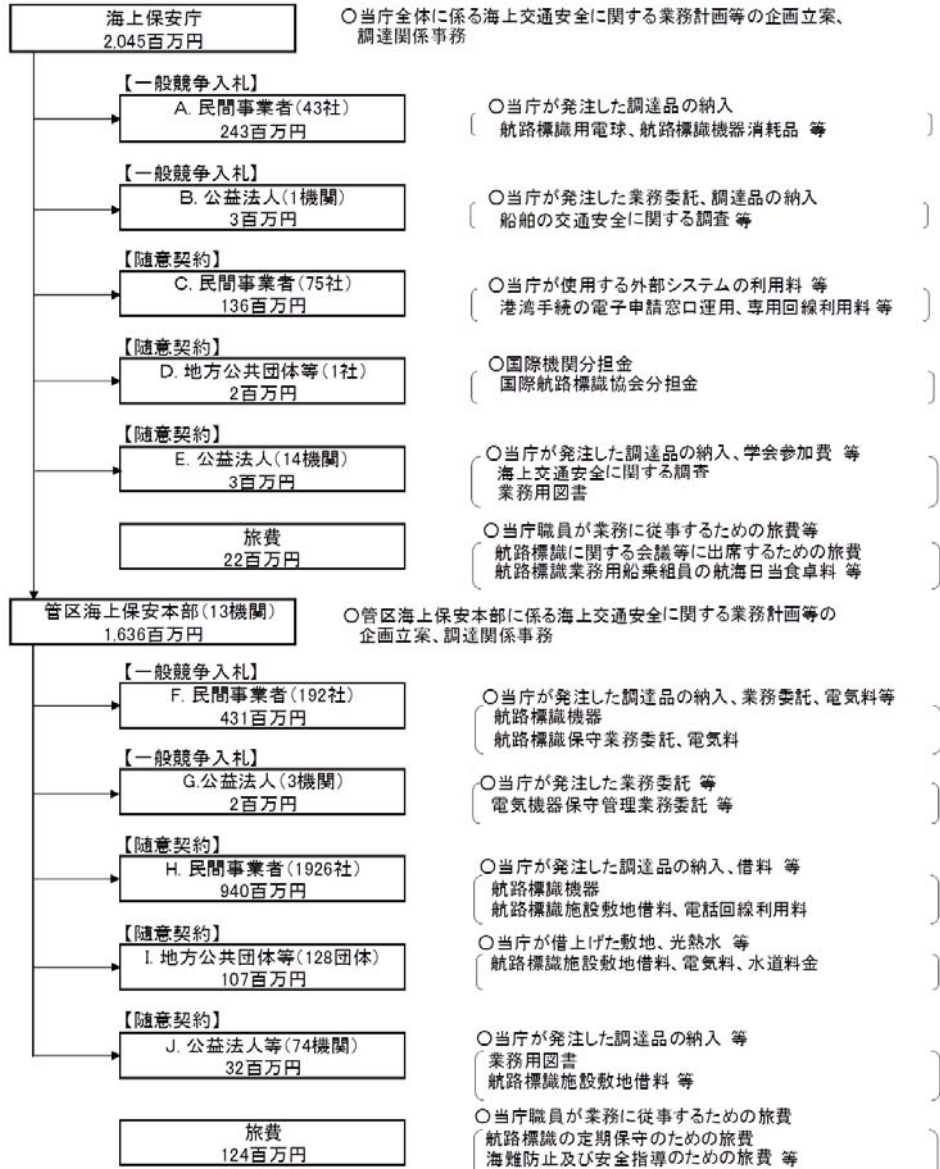 海上保安庁
2,045百万円
○当庁全体に係る海上交通安全に関する業務計画等の企画立案、
調達関係事務
【一般競争入札】
A. 民間事業者(43社)
243百万円
○当庁が発注した調達品の納入
航路標識用電球、航路標識機器消耗品 等
【一般競争入札】
B. 公益法人(1機関)
3百万円
○当庁が発注した業務委託、調達品の納入
船舶の交通安全に関する調査 等
【随意契約】
C. 民間事業者(75社)
136百万円
○当庁が使用する外部システムの利用料 等
港湾手続の電子申請窓口運用、専用回線利用料 等
【随意契約】
D. 地方公共団体等(1社)
2百万円
○国際機関分担金
国際航路標識協会分担金
【随意契約】
E. 公益法人(14機関)
3百万円
○当庁が発注した調達品の納入、学会参加費 等
海上交通安全に関する調査
業務用図書
旅費
22百万円
○当庁職員が業務に従事するための旅費等
航路標識に関する会議等に出席するための旅費
航路標識業務用船乗組員の航海日当食卓料 等
管区海上保安本部(13機関)
1,636百万円
○管区海上保安本部に係る海上交通安全に関する業務計画等の
企画立案、調達関係事務
【一般競争入札】
F. 民間事業者(192社)
431百万円
○当庁が発注した調達品の納入、業務委託、電気料等
航路標識機器
航路標識保守業務委託、電気料
【一般競争入札】
G.公益法人(3機関)
2百万円
○当庁が発注した業務委託 等
電気機器保守管理業務委託 等
【随意契約】
H. 民間事業者(1926社)
940百万円
○当庁が発注した調達品の納入、借料 等
航路標識機器
航路標識施設敷地借料、電話回線利用料
【随意契約】
I. 地方公共団体等(128団体)
107百万円
○当庁が借上げた敷地、光熱水 等
航路標識施設敷地借料、電気料、水道料金
【随意契約】
J. 公益法人等(74機関)
32百万円
○当庁が発注した調達品の納入 等
業務用図書
航路標識施設敷地借料 等
旅費
124百万円
○当庁職員が業務に従事するための旅費
航路標識の定期保守のための旅費
海難防止及び安全指導のための旅費 等